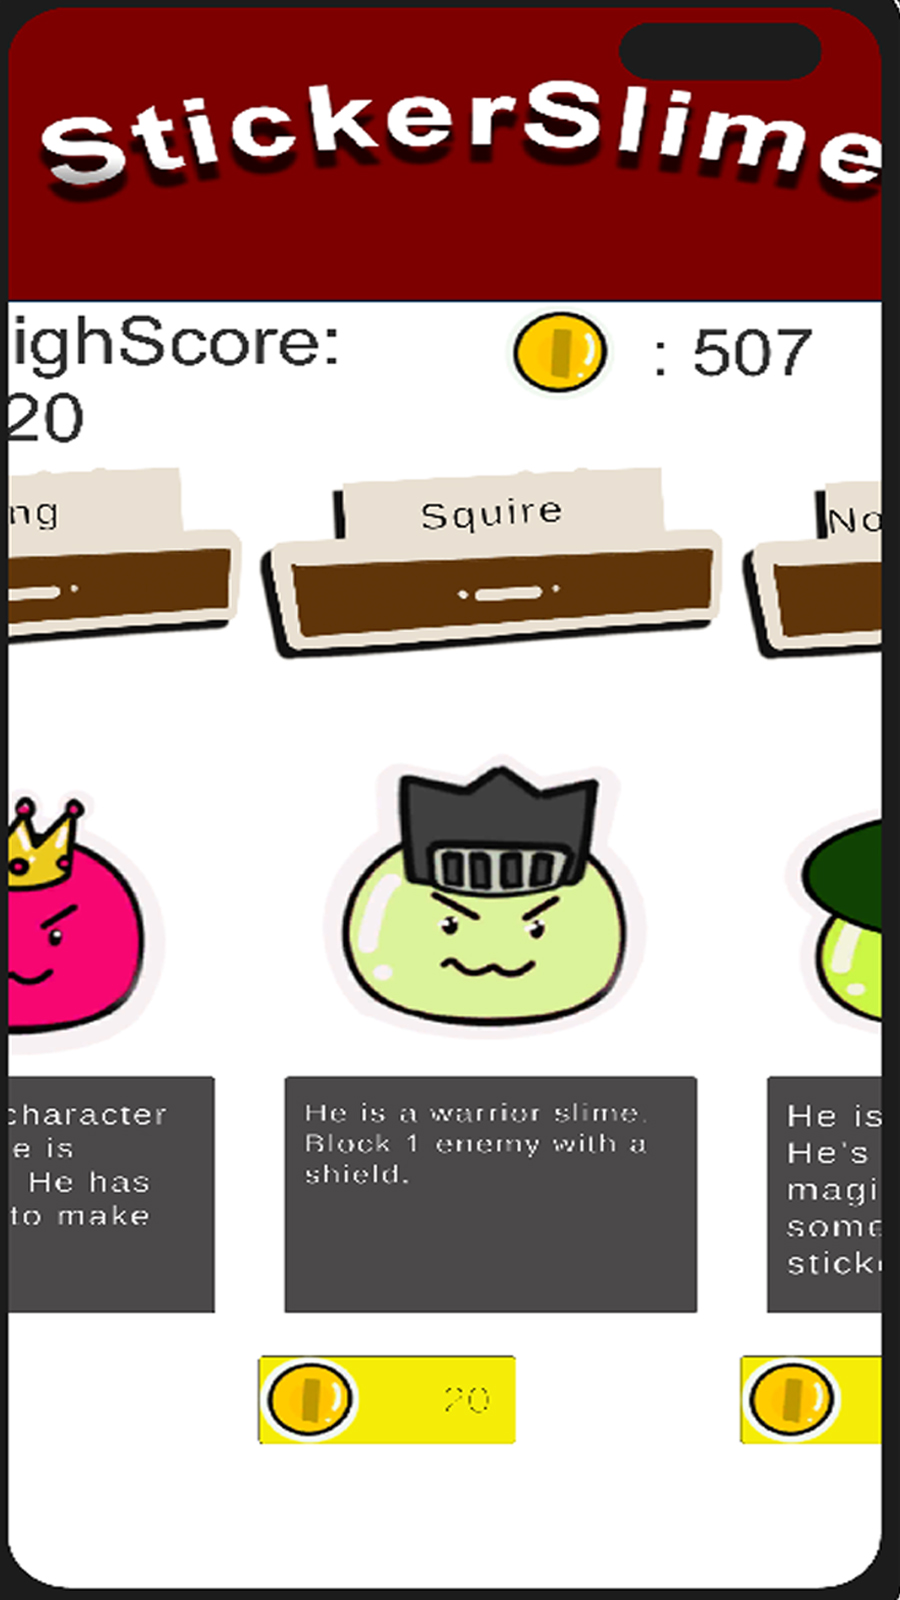 StickerSlime
ighScore:
20
: 507
ng
Squire
No
character
e is
He has
to make
He is a warrior slime.
Block 1 enemy with a
shield.
He is
He's
magi
some
stick
20